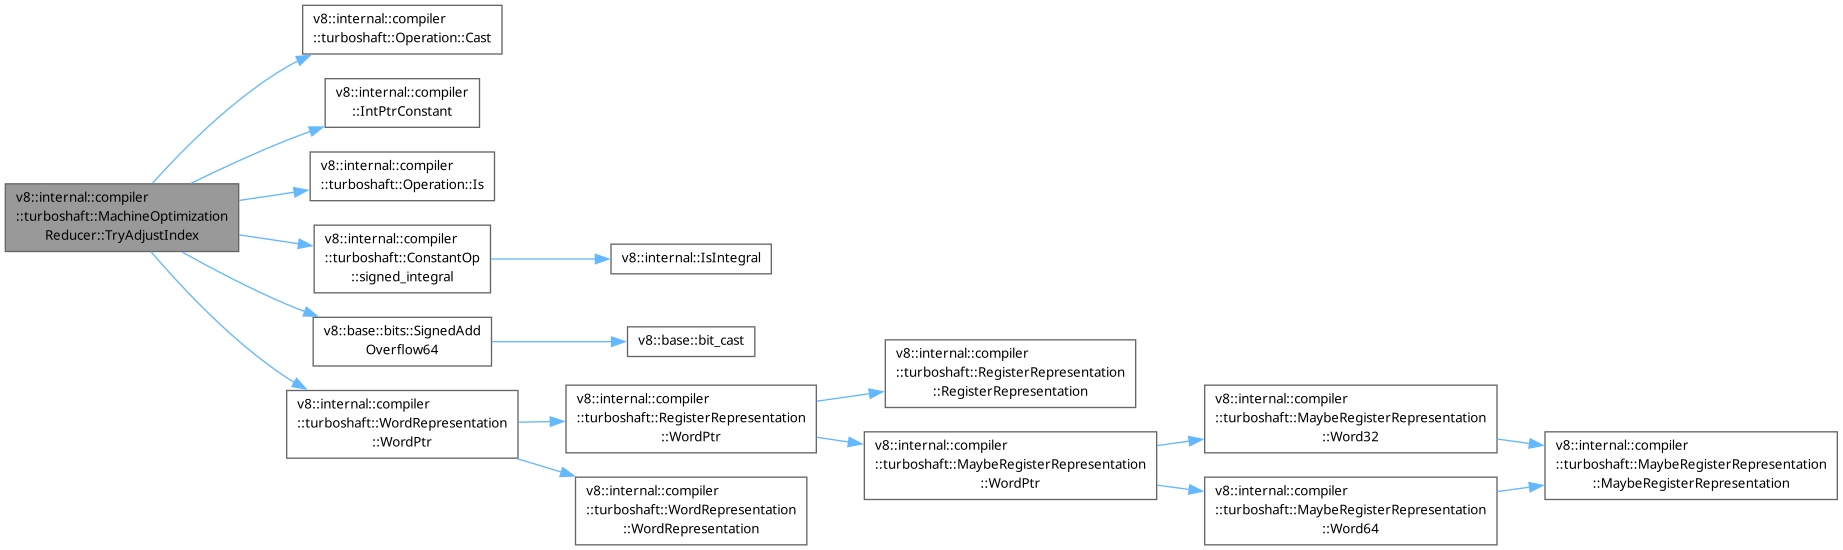 v8::internal::compiler
::turboshaft::Operation::Cast
v8::internal::compiler
::IntPtrConstant
v8::internal::compiler
::turboshaft::Operation::Is
v8::internal::compiler
::turboshaft::MachineOptimization
Reducer::TryAdjustIndex
v8::internal::compiler
::turboshaft::ConstantOp
::signed_integral
v8::internal::IsIntegral
v8::base::bits::SignedAdd
Overflow64
v8::base::bit_cast
v8::internal::compiler
::turboshaft::WordRepresentation
::WordPtr
v8::internal::compiler
::turboshaft::RegisterRepresentation
::WordPtr
v8::internal::compiler
::turboshaft::RegisterRepresentation
::RegisterRepresentation
v8::internal::compiler
::turboshaft::MaybeRegisterRepresentation
::WordPtr
v8::internal::compiler
::turboshaft::MaybeRegisterRepresentation
::Word32
v8::internal::compiler
::turboshaft::MaybeRegisterRepresentation
::MaybeRegisterRepresentation
v8::internal::compiler
::turboshaft::MaybeRegisterRepresentation
::Word64
v8::internal::compiler
::turboshaft::WordRepresentation
::WordRepresentation